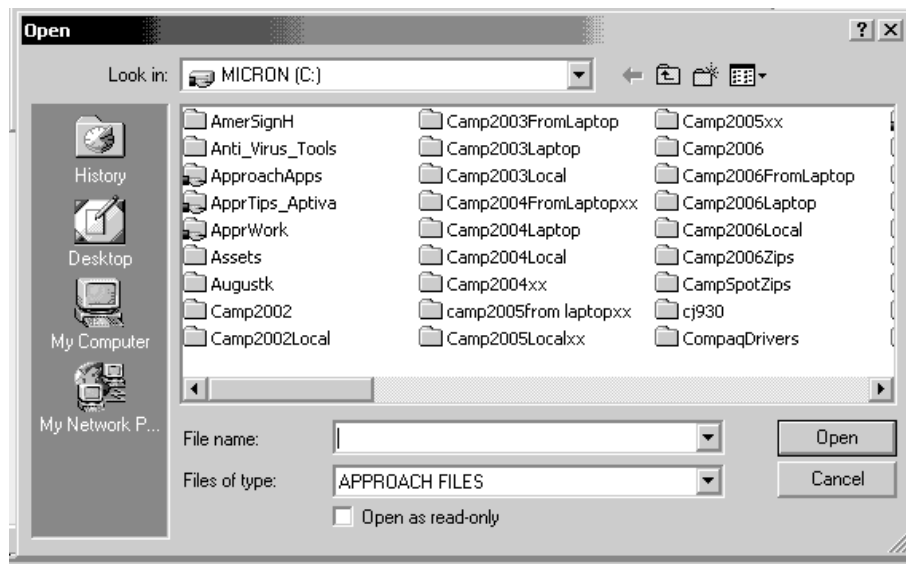 Open
Look in: MICRON (C:)
History
Desktop
My Computer
My Network P...
AmerSignH
Anti_Virus_Tools
ApproachApps
ApprTips_Aptiva
ApprWork
Assets
Augustk
Camp2002
Camp2002Local
Camp2003FromLaptop
Camp2003Laptop
Camp2003Local
Camp2004FromLaptopxx
Camp2004Laptop
Camp2004Local
Camp2004xx
camp2005from laptopxx
Camp2005Localxx
Camp2005xx
Camp2006
Camp2006FromLaptop
Camp2006Laptop
Camp2006Local
Camp2006Zips
CampSpotZips
cj930
CompaqDrivers
File name:
Open
Files of type: APPROACH FILES
Cancel
Open as read-only